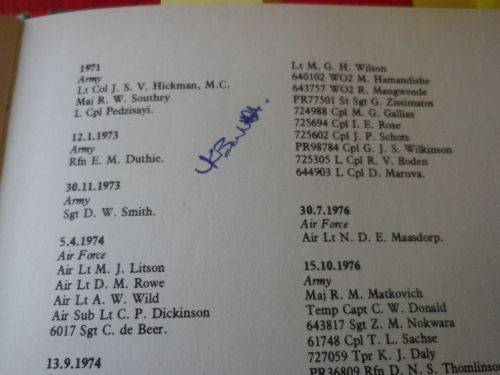 1971
Army
Lt Col J. S. V. Hickman, M.C.
Maj R. W. Southey
L Cpl Pedzisayi.
12.1.1973
Army
Rfn E. M. Duthie.
30.11.1973
Army
Sgt D. W. Smith.
5.4.1974
Air Force
Air Lt M. J. Litson
Air Lt D. M. Rowe
Air Lt A. W. Wild
Air Sub Lt C. P. Dickinson
6017 Sgt C. de Beer.
13.9.1974
Lt M. G. H. Wilson
640102 WO2 M. Hamandishe
643757 WO2 R. Mangwende
PR77501 St Sgt G. Zissimatos
724988 Cpl M. G. Gallias
725694 Cpl I. E. Rose
725602 Cpl J. P. Schots
PR98784 Cpl G. J. S. Wilkinson
725305 L Cpl R. V. Boden
644903 L Cpl D. Maruva.
30.7.1976
Air Force
Air Lt N. D. E. Maasdorp.
15.10.1976
Army
Maj R. M. Matkovich
Temp Capt C. W. Donald
643817 Sgt Z. M. Nokwara
61748 Cpl T. L. Sachse
727059 Tpr K. J. Daly
PR36809 Rfn D. N. S. Thomlinson